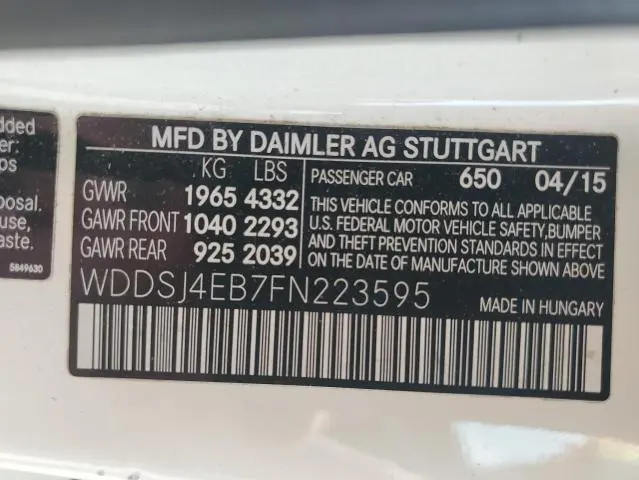 dded
er:
ps
posal.
use,
aste.
5849630
MFD BY DAIMLER AG STUTTGART
KG LBS
GVWR 1965 4332
GAWR FRONT 1040 2293
GAWR REAR 925 2039
PASSENGER CAR 650 04/15
THIS VEHICLE CONFORMS TO ALL APPLICABLE
U.S. FEDERAL MOTOR VEHICLE SAFETY,BUMPER
AND THEFT PREVENTION STANDARDS IN EFFECT
ON THE DATE OF MANUFACTURE SHOWN ABOVE
WDDSJ4EB7FN223595
MADE IN HUNGARY